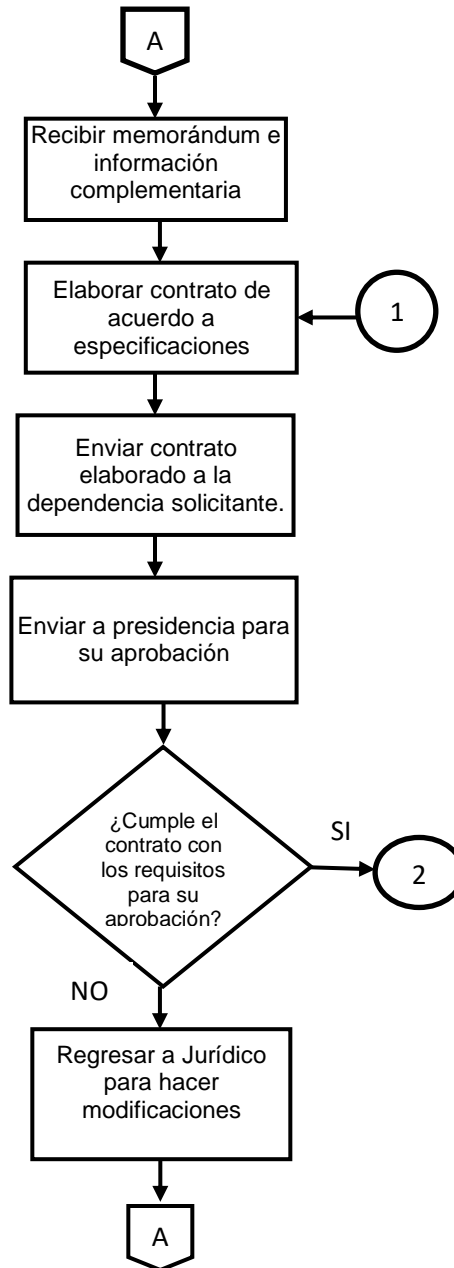 A
Recibir memorándum e
información
complementaria
Elaborar contrato de
acuerdo a
especificaciones
1
Enviar contrato
elaborado a la
dependencia solicitante.
Enviar a presidencia para
su aprobación
¿Cumple el
contrato con
los requisitos
para su
aprobación?
SI
2
NO
Regresar a Jurídico
para hacer
modificaciones
A